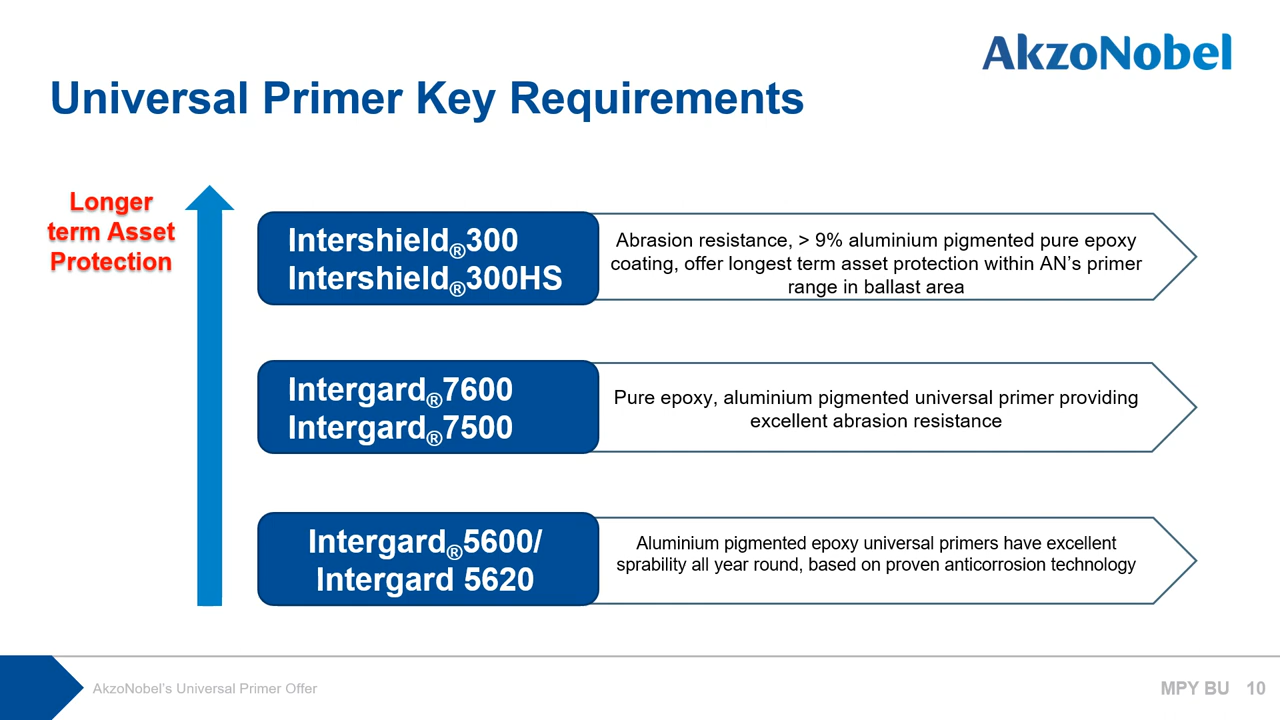 AkzoNobel
Universal Primer Key Requirements
Longer
term Asset
Protection
Intershield®300
Intershield®300HS
Abrasion resistance, > 9% aluminium pigmented pure epoxy
coating, offer longest term asset protection within AN’s primer
range in ballast area
Intergard®7600
Intergard®7500
Pure epoxy, aluminium pigmented universal primer providing
excellent abrasion resistance
Intergard®5600/
Intergard 5620
Aluminium pigmented epoxy universal primers have excellent
sprability all year round, based on proven anticorrosion technology
AkzoNobel’s Universal Primer Offer
MPY BU 10